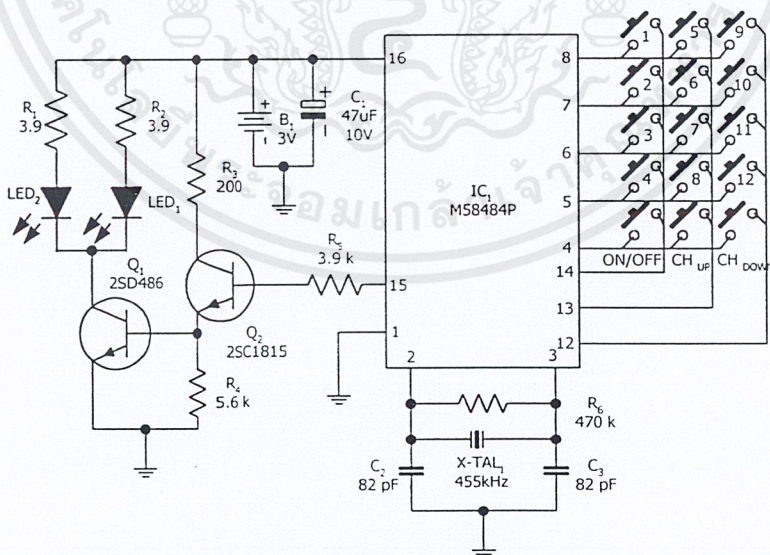 R₁
3.9
R₂
3.9
LED₂
LED₁
Q₁
2SD486
R₃
200
B₁
3V
+
C₁
47uF
10V
+
Q₂
2SC1815
R₄
5.6 k
R₅
3.9 k
IC₁
M58484P
16
15
1
2
3
8
7
6
5
4
14
13
12
R₆
470 k
X-TAL₁
455kHz
C₂
82 pF
C₃
82 pF
1
5
9
2
6
10
3
7
11
4
8
12
ON/OFF
CH UP
CH DOWN